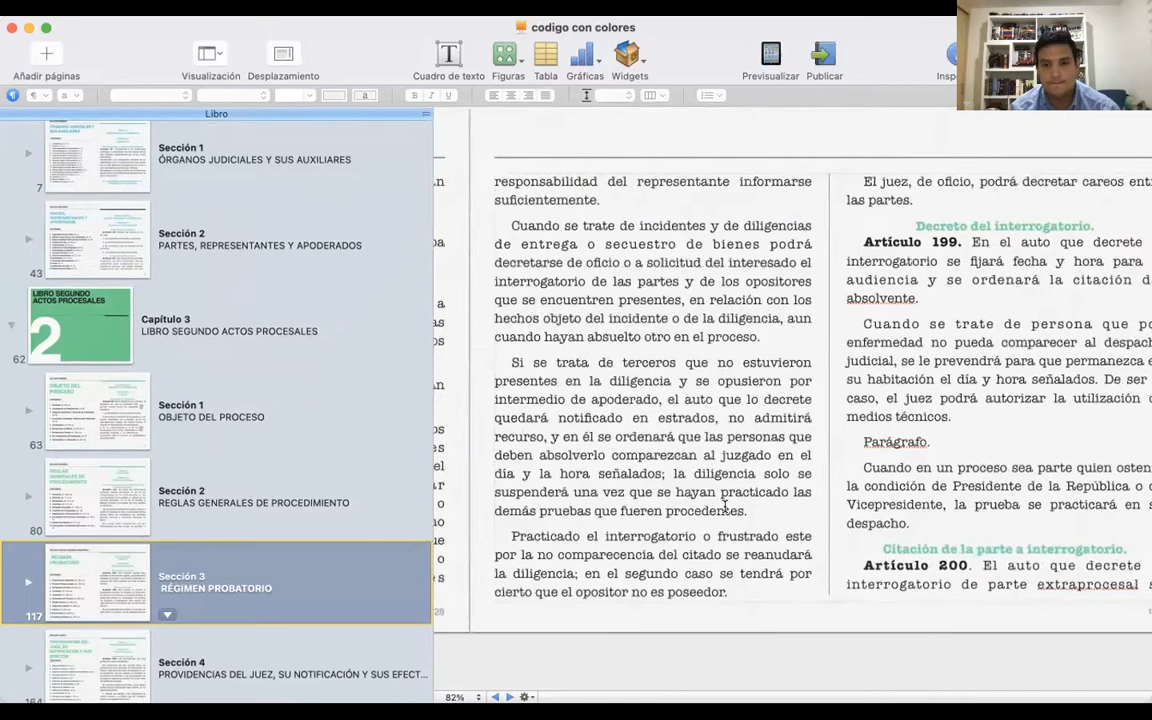 codigo con colores
Añadir páginas
Visualización
Desplazamiento
Cuadro de texto
Figuras
Tabla
Gráficas
Widgets
Previsualizar
Publicar
Libro
Sección 1
ÓRGANOS JUDICIALES Y SUS AUXILIARES
7
Sección 2
PARTES, REPRESENTANTES Y APODERADOS
43
LIBRO SEGUNDO
ACTOS PROCESALES
2
Capítulo 3
LIBRO SEGUNDO ACTOS PROCESALES
62
OBJETO DEL
PROCESO
Sección 1
OBJETO DEL PROCESO
63
REGLAS
GENERALES DE
PROCEDIMIENTO
Sección 2
REGLAS GENERALES DE PROCEDIMIENTO
80
RÉGIMEN
PROBATORIO
Sección 3
RÉGIMEN PROBATORIO
117
Sección 4
PROVIDENCIAS DEL JUEZ, SU NOTIFICACIÓN Y SUS EFECT...
164
responsabilidad del representante informarse
suficientemente.
Cuando se trate de incidentes y de diligencias
de entrega o secuestro de bienes podrá
decretarse de oficio o a solicitud del interesado el
interrogatorio de las partes y de los opositores
que se encuentren presentes, en relación con los
hechos objeto del incidente o de la diligencia, aun
cuando hayan absuelto otro en el proceso.
Si se trata de terceros que no estuvieron
presentes en la diligencia y se opusieron por
intermedio de apoderado, el auto que lo decrete
quedará notificado en estrados, no admitirá
recurso, y en él se ordenará que las personas que
deben absolverlo comparezcan al juzgado en el
día y la hora señalados; la diligencia solo se
suspenderá una vez que se hayan practicado las
demás pruebas que fueren procedentes.
Practicado el interrogatorio o frustrado este
por la no comparecencia del citado se reanudará
la diligencia; en el segundo caso se tendrá por
cierto que el opositor no es poseedor.
El juez, de oficio, podrá decretar careos ent
las partes.
Decreto del interrogatorio.
Artículo 199. En el auto que decrete
interrogatorio se fijará fecha y hora para
audiencia y se ordenará la citación d
absolvente.
Cuando se trate de persona que po
enfermedad no pueda comparecer al despach
judicial, se le prevendrá para que permanezca e
su habitación el día y hora señalados. De ser
caso, el juez podrá autorizar la utilización d
medios técnicos.
Parágrafo.
Cuando en un proceso sea parte quien osten
la condición de Presidente de la República o d
Vicepresidente, la prueba se practicará en s
despacho.
Citación de la parte a interrogatorio.
Artículo 200. El auto que decrete
interrogatorio de parte extraprocesal s
82%